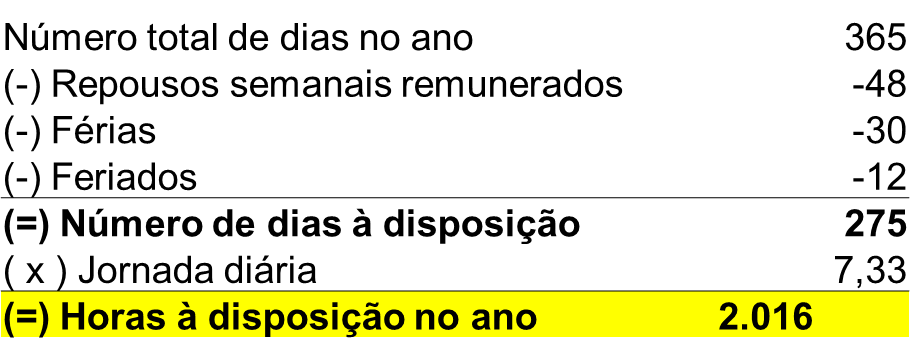 Número total de dias no ano 365
(-) Repousos semanais remunerados -48
(-) Férias -30
(-) Feriados -12
(=) Número de dias à disposição 275
( x ) Jornada diária 7,33
(=) Horas à disposição no ano 2.016